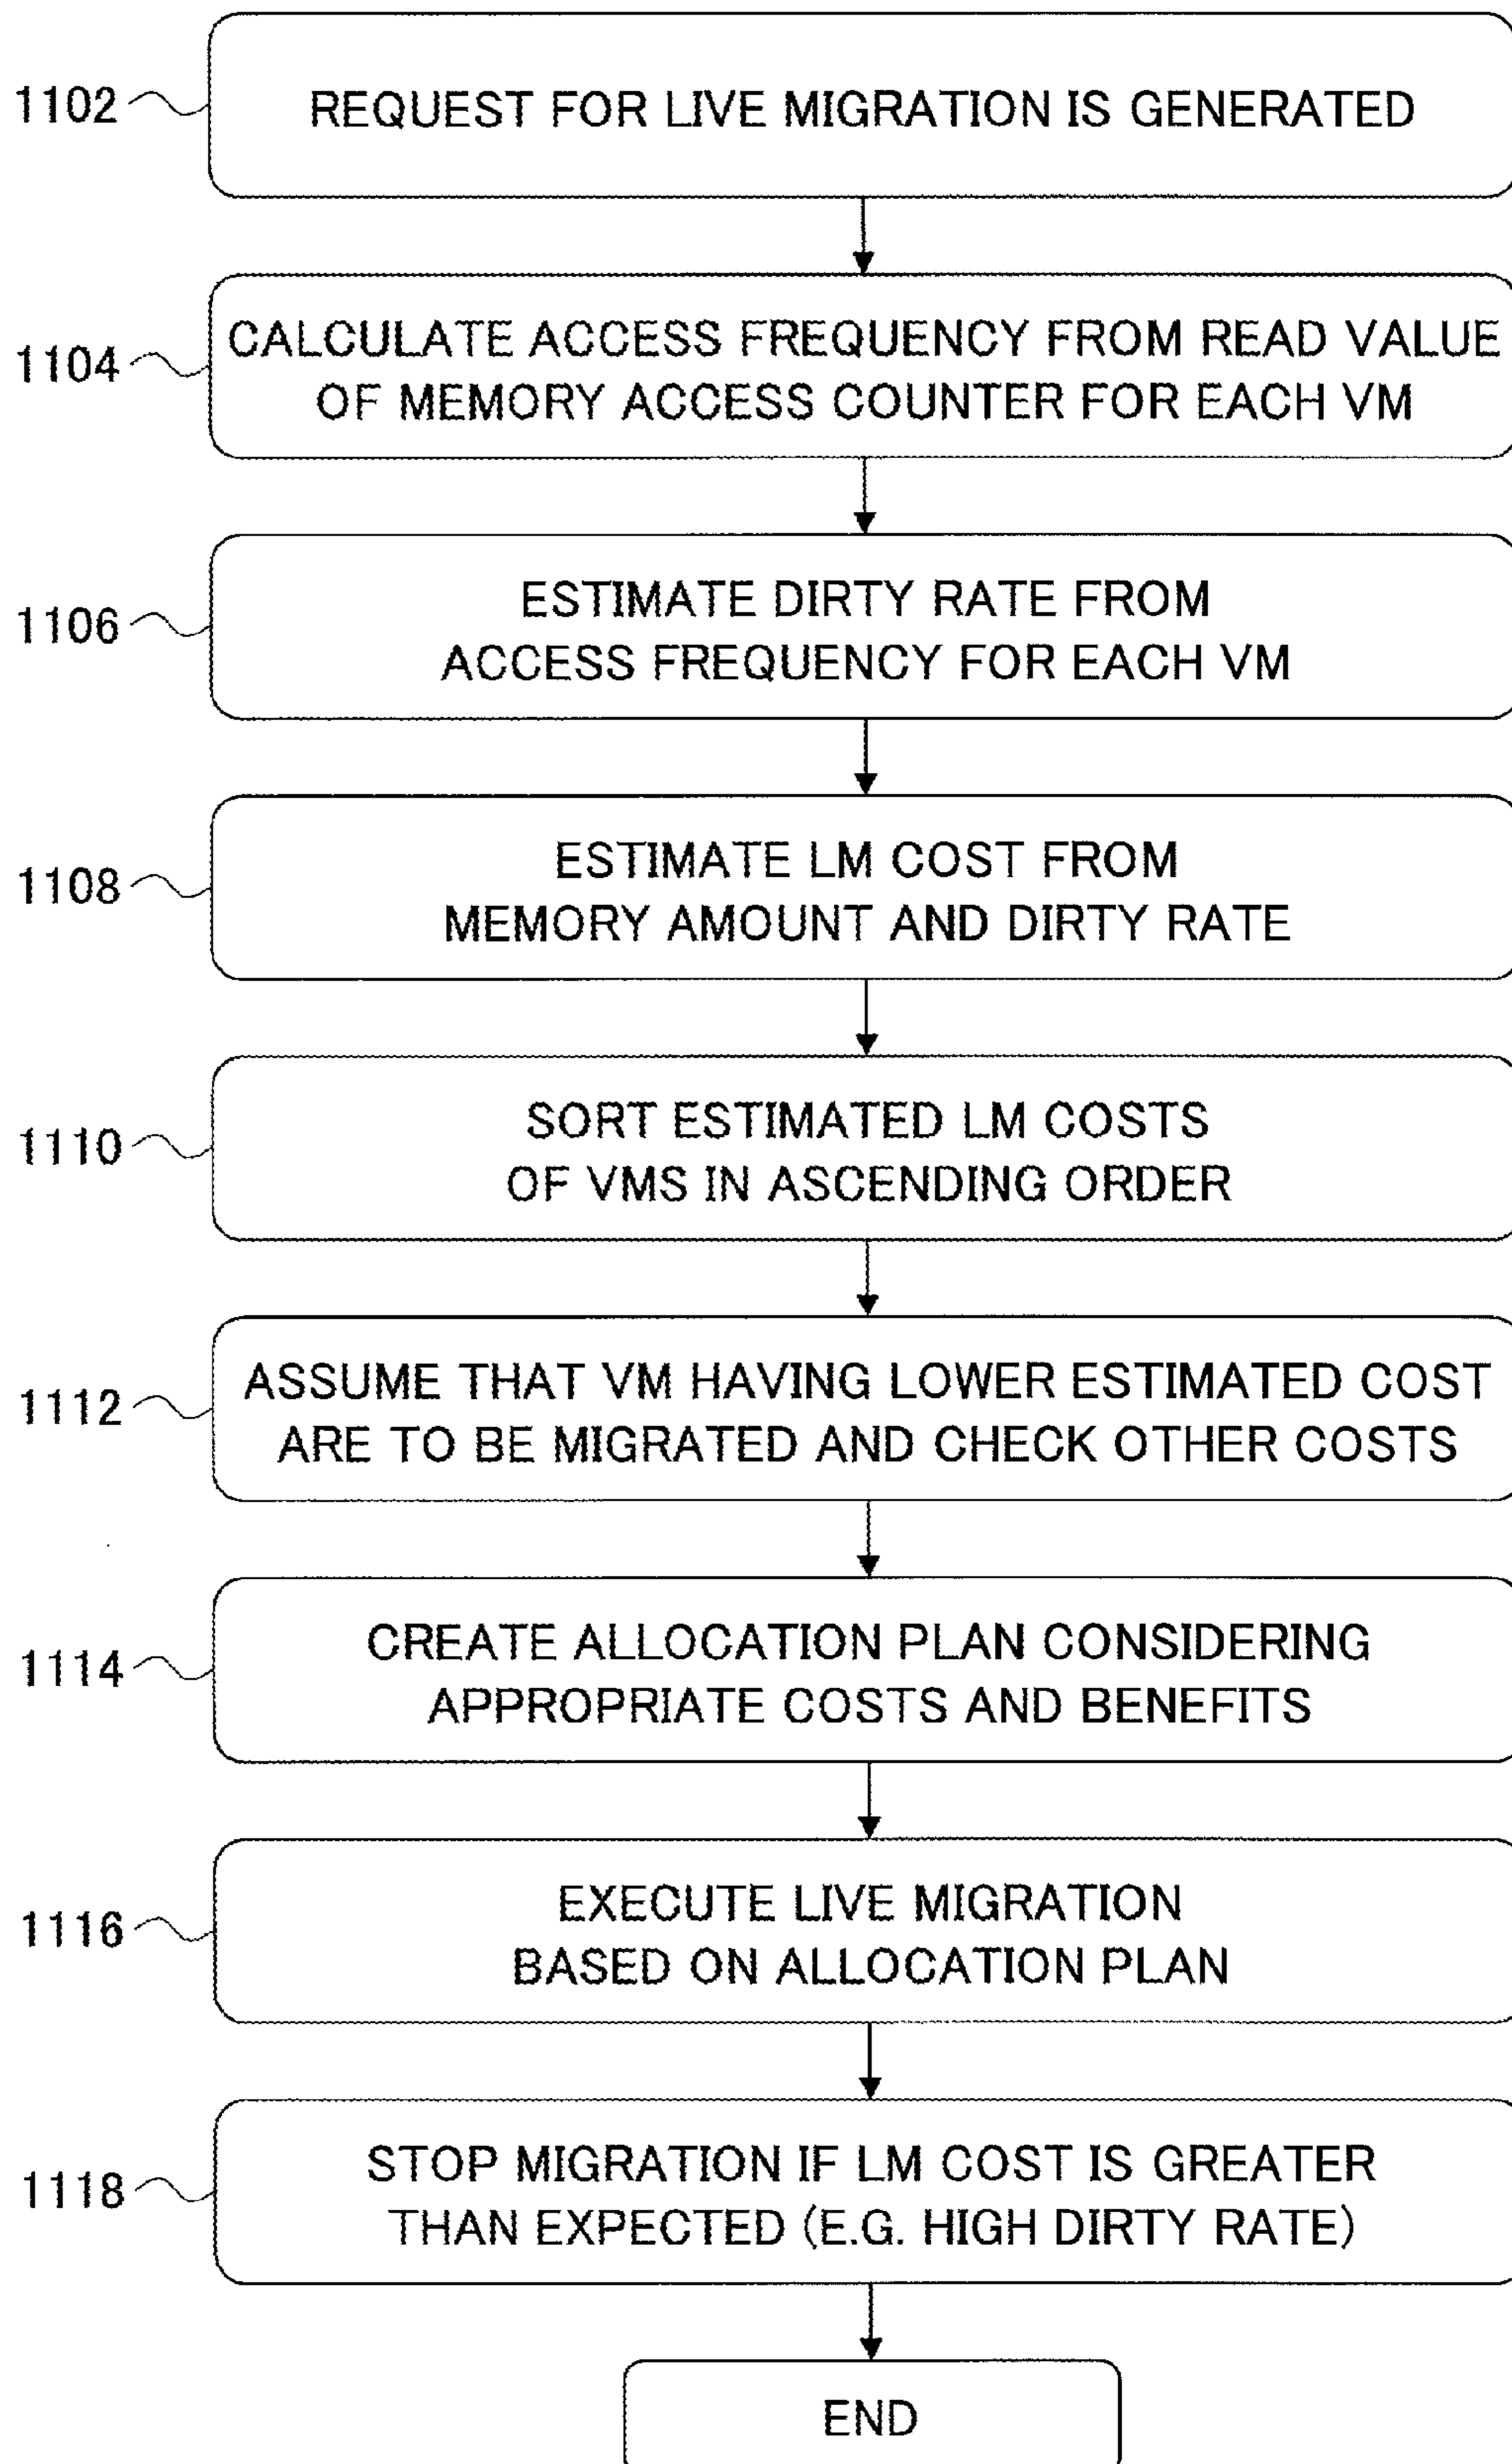 1102
REQUEST FOR LIVE MIGRATION IS GENERATED
1104
CALCULATE ACCESS FREQUENCY FROM READ VALUE
OF MEMORY ACCESS COUNTER FOR EACH VM
1106
ESTIMATE DIRTY RATE FROM
ACCESS FREQUENCY FOR EACH VM
1108
ESTIMATE LM COST FROM
MEMORY AMOUNT AND DIRTY RATE
1110
SORT ESTIMATED LM COSTS
OF VMS IN ASCENDING ORDER
1112
ASSUME THAT VM HAVING LOWER ESTIMATED COST
ARE TO BE MIGRATED AND CHECK OTHER COSTS
1114
CREATE ALLOCATION PLAN CONSIDERING
APPROPRIATE COSTS AND BENEFITS
1116
EXECUTE LIVE MIGRATION
BASED ON ALLOCATION PLAN
1118
STOP MIGRATION IF LM COST IS GREATER
THAN EXPECTED (E.G. HIGH DIRTY RATE)
END